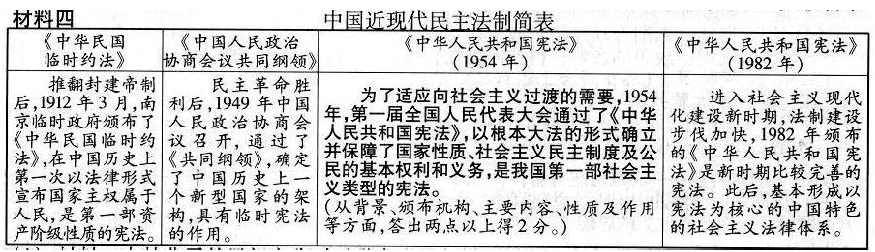 材料四
中国近现代民主法制简表
《中华民国
临时约法》
《中国人民政治
协商会议共同纲领》
《中华人民共和国宪法》
(1954 年)
《中华人民共和国宪法》
(1982 年)
推翻封建帝制
后,1912 年 3 月,南
京临时政府颁布了
《中华民国临时约
法》,在中国历史上
第一次以法律形式
宣布国家主权属于
人民,是第一部资
产阶级性质的宪法。
民主革命胜
利后,1949 年中国
人民政治协商会
议召开,通过了
《共同纲领》,确定
了中国历史上一
个新型国家的架
构,具有临时宪法
的作用。
为了适应向社会主义过渡的需要,1954
年,第一届全国人民代表大会通过了《中华
人民共和国宪法》,以根本大法的形式确立
并保障了国家性质、社会主义民主制度及公
民的基本权利和义务,是我国第一部社会主
义类型的宪法。
(从背景、颁布机构、主要内容、性质及作用
等方面,答出两点以上得 2 分。)
进入社会主义现代
化建设新时期,法制建设
步伐加快,1982 年颁布
的《中华人民共和国宪
法》是新时期比较完善的
宪法。此后,基本形成以
宪法为核心的中国特色
的社会主义法律体系。